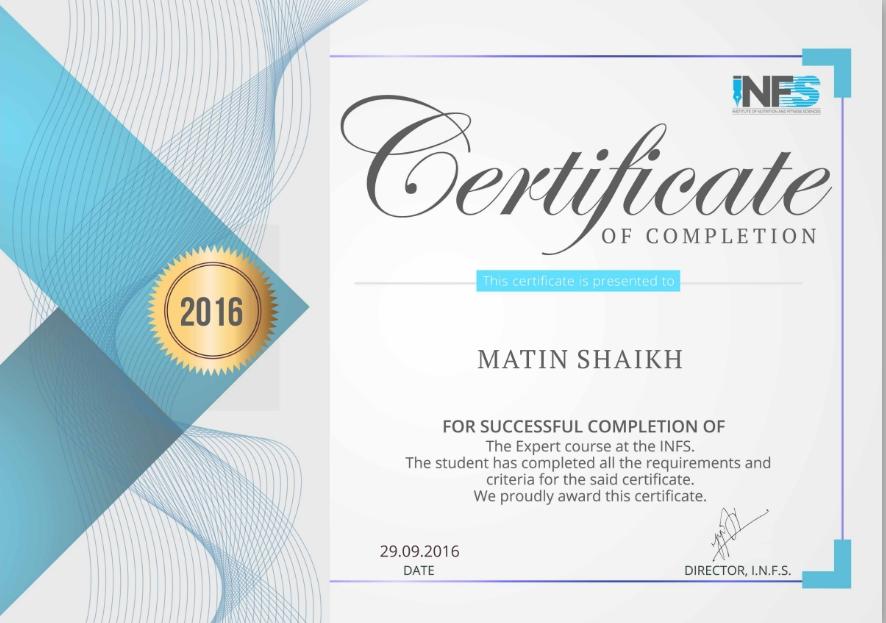 iNFS
INSTITUTE OF NUTRITION AND FITNESS SCIENCES
Certificate
OF COMPLETION
This certificate is presented to
2016
MATIN SHAIKH
FOR SUCCESSFUL COMPLETION OF
The Expert course at the INFS.
The student has completed all the requirements and
criteria for the said certificate.
We proudly award this certificate.
29.09.2016
DATE
DIRECTOR, I.N.F.S.